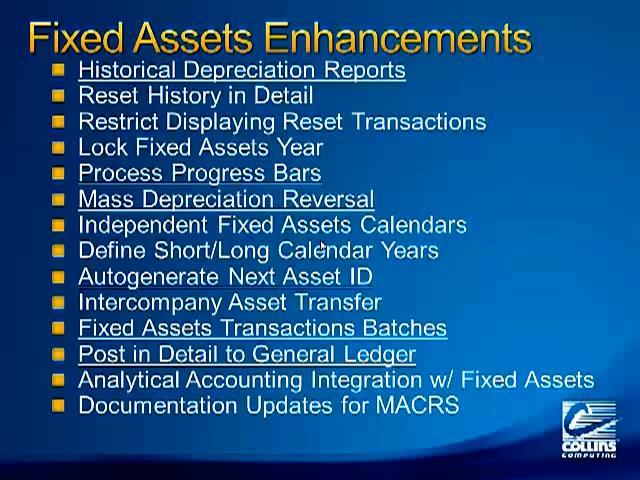 Fixed Assets Enhancements
Historical Depreciation Reports
Reset History in Detail
Restrict Displaying Reset Transactions
Lock Fixed Assets Year
Process Progress Bars
Mass Depreciation Reversal
Independent Fixed Assets Calendars
Define Short/Long Calendar Years
Autogenerate Next Asset ID
Intercompany Asset Transfer
Fixed Assets Transactions Batches
Post in Detail to General Ledger
Analytical Accounting Integration w/ Fixed Assets
Documentation Updates for MACRS
COLLINS
COMPUTING